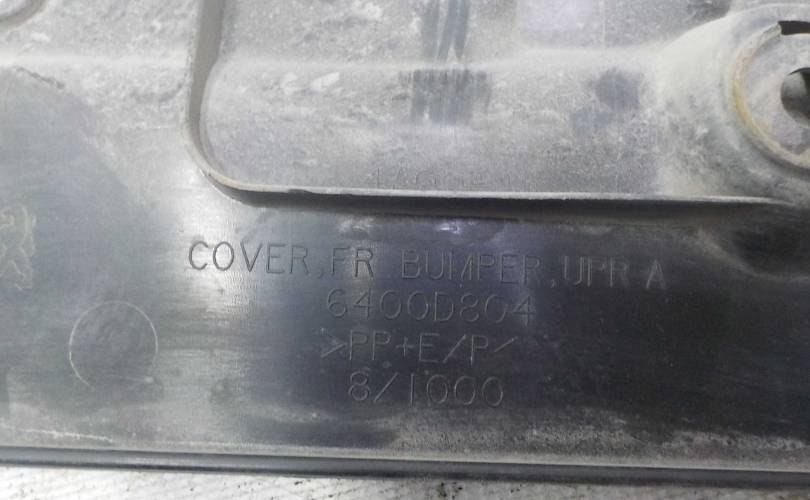 COVER, FR BUMPER, UPR A
6400D804
>PP+E/P<
8/1000